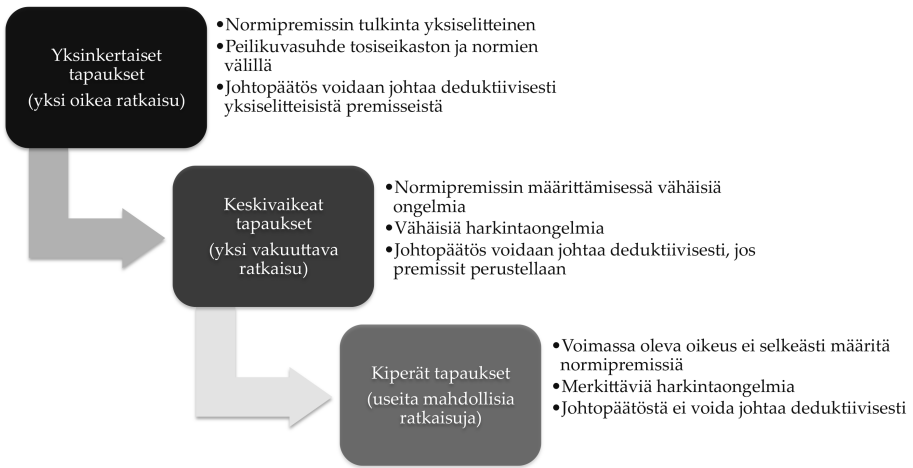 Yksinkertaiset
tapaukset
(yksi oikea ratkaisu)
•Normipremissin tulkinta yksiselitteinen
•Peilikuvasuhde tosiseikaston ja normien
välillä
•Johtopäätös voidaan johtaa deduktiivisesti
yksiselitteisistä premisseistä
Keskivaikeat
tapaukset
(yksi vakuuttava
ratkaisu)
•Normipremissin määrittämisessä vähäisiä
ongelmia
•Vähäisiä harkintaongelmia
•Johtopäätös voidaan johtaa deduktiivisesti, jos
premissit perustellaan
Kiperät tapaukset
(useita mahdollisia
ratkaisuja)
•Voimassa oleva oikeus ei selkeästi määritä
normipremissiä
•Merkittäviä harkintaongelmia
•Johtopäätöstä ei voida johtaa deduktiivisesti